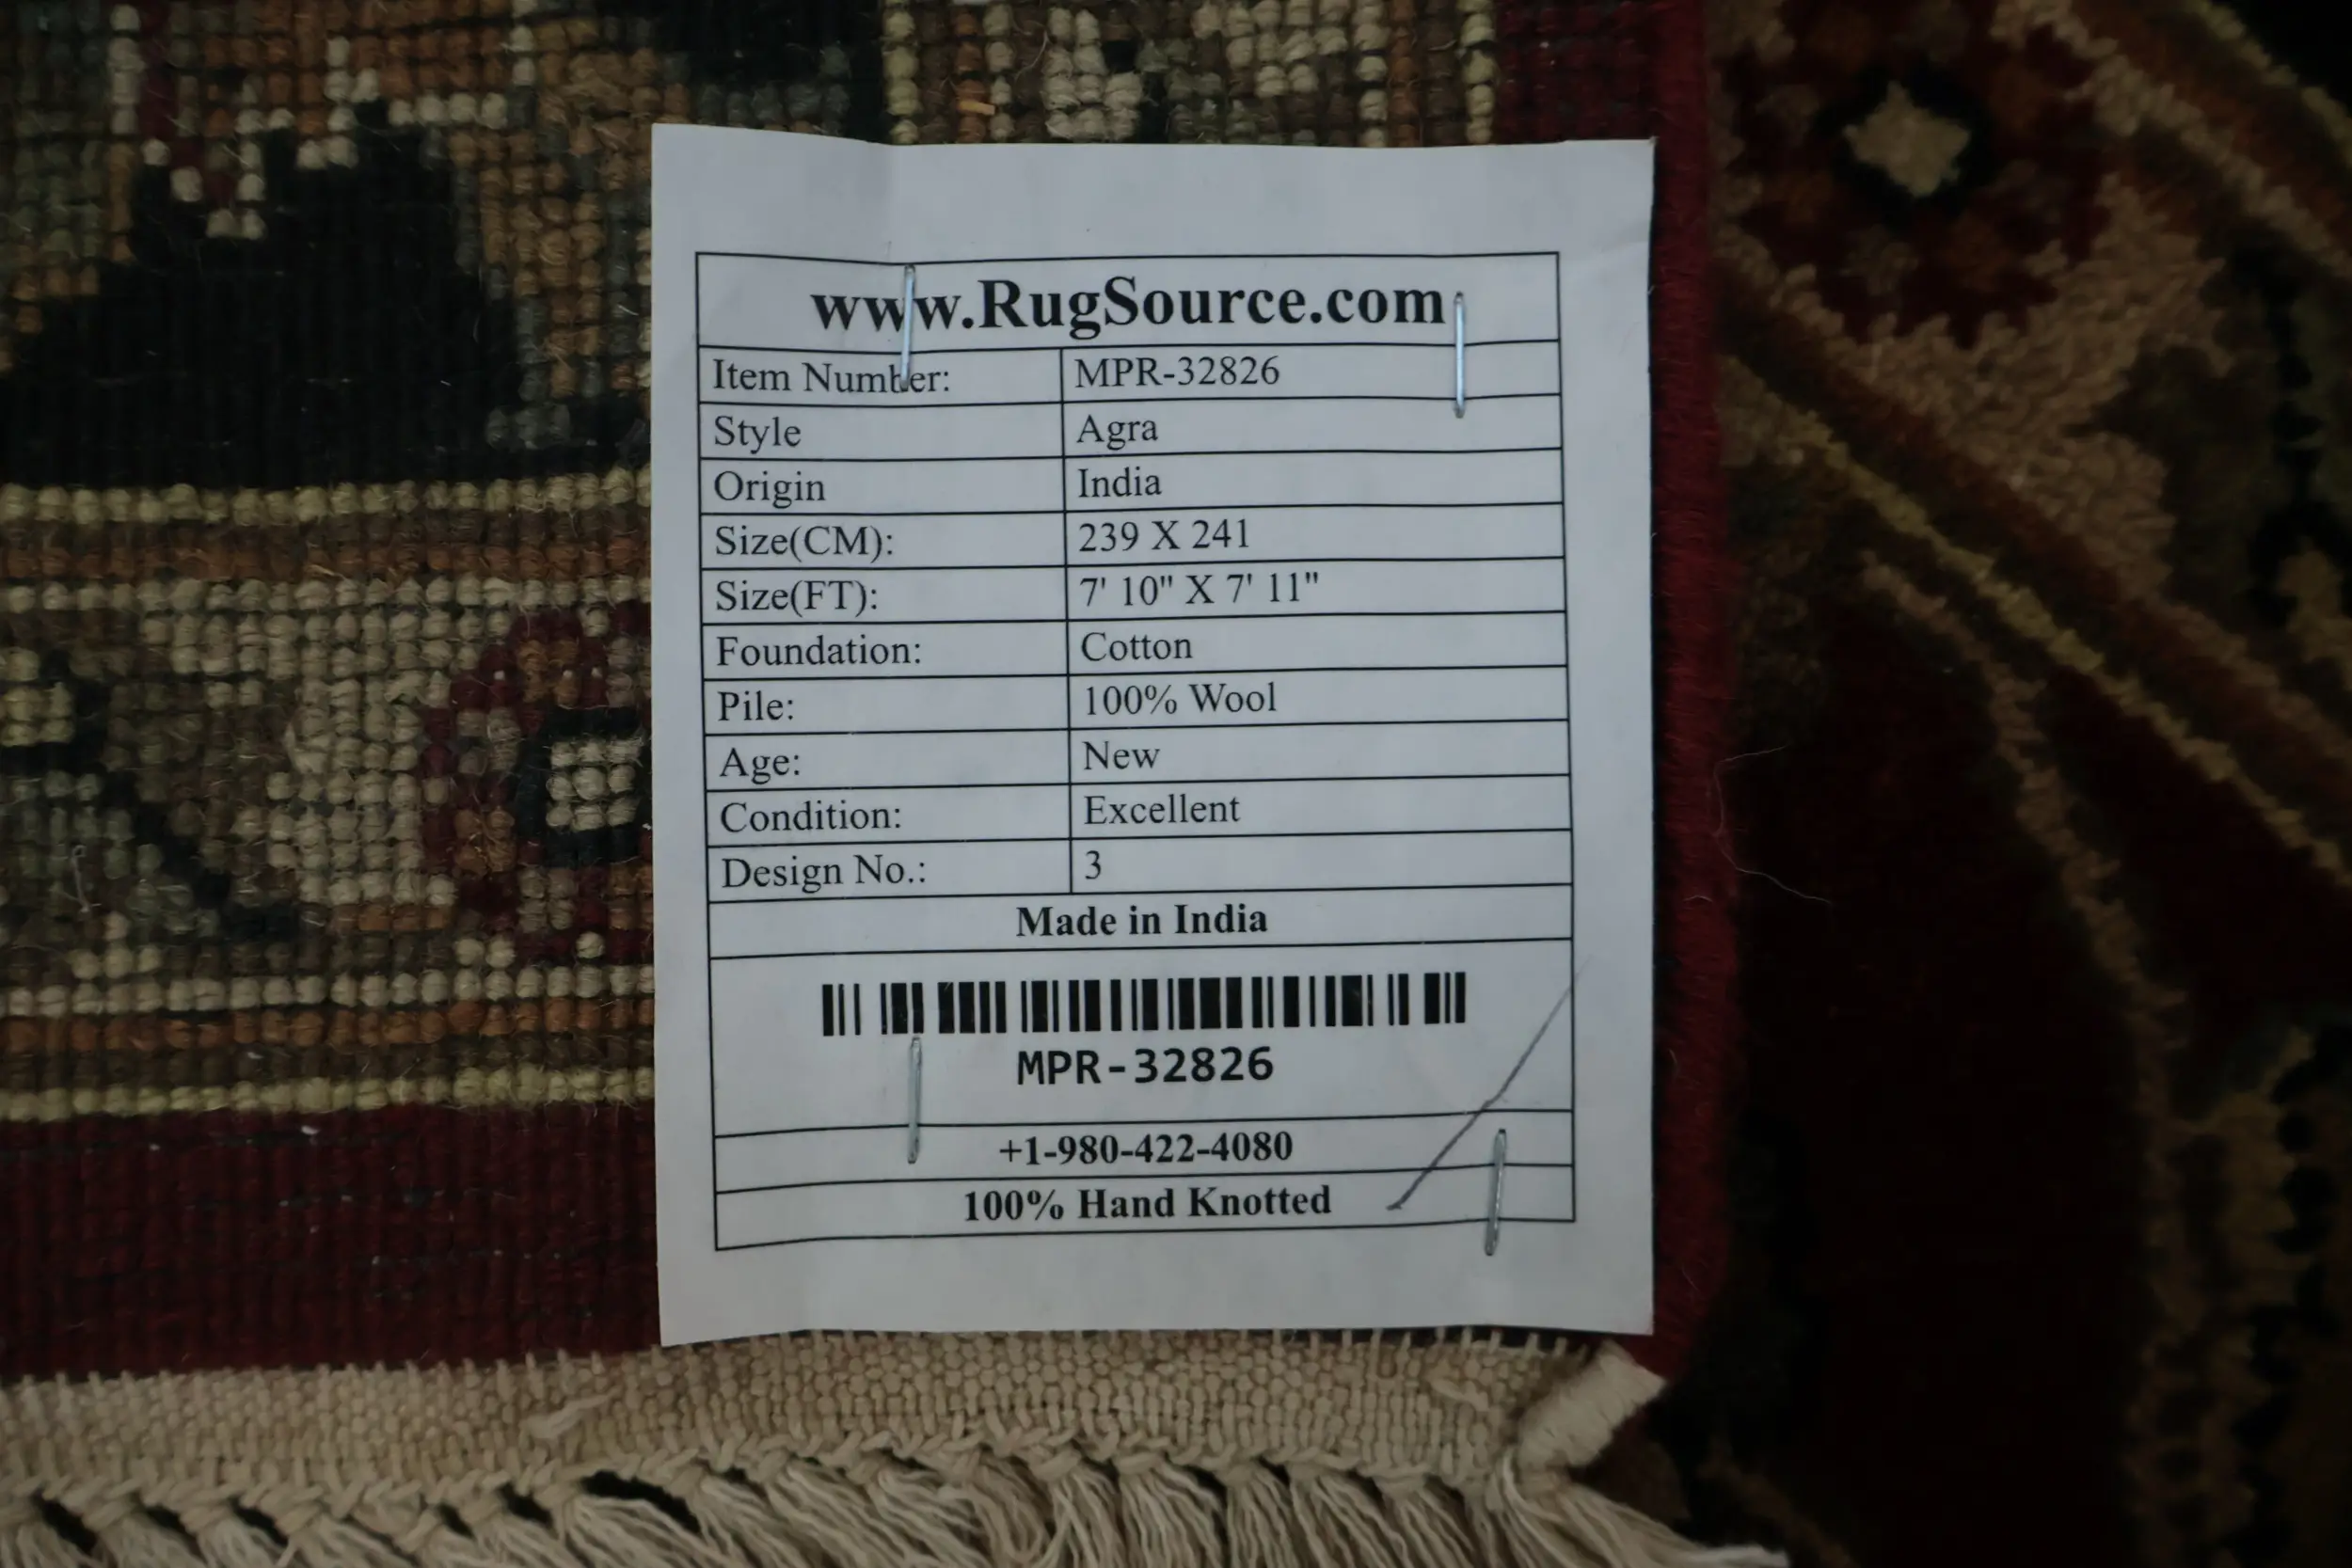 www.RugSource.com
Item Number: MPR-32826
Style Agra
Origin India
Size(CM): 239 X 241
Size(FT): 7' 10" X 7' 11"
Foundation: Cotton
Pile: 100% Wool
Age: New
Condition: Excellent
Design No.: 3
Made in India
MPR-32826
+1-980-422-4080
100% Hand Knotted